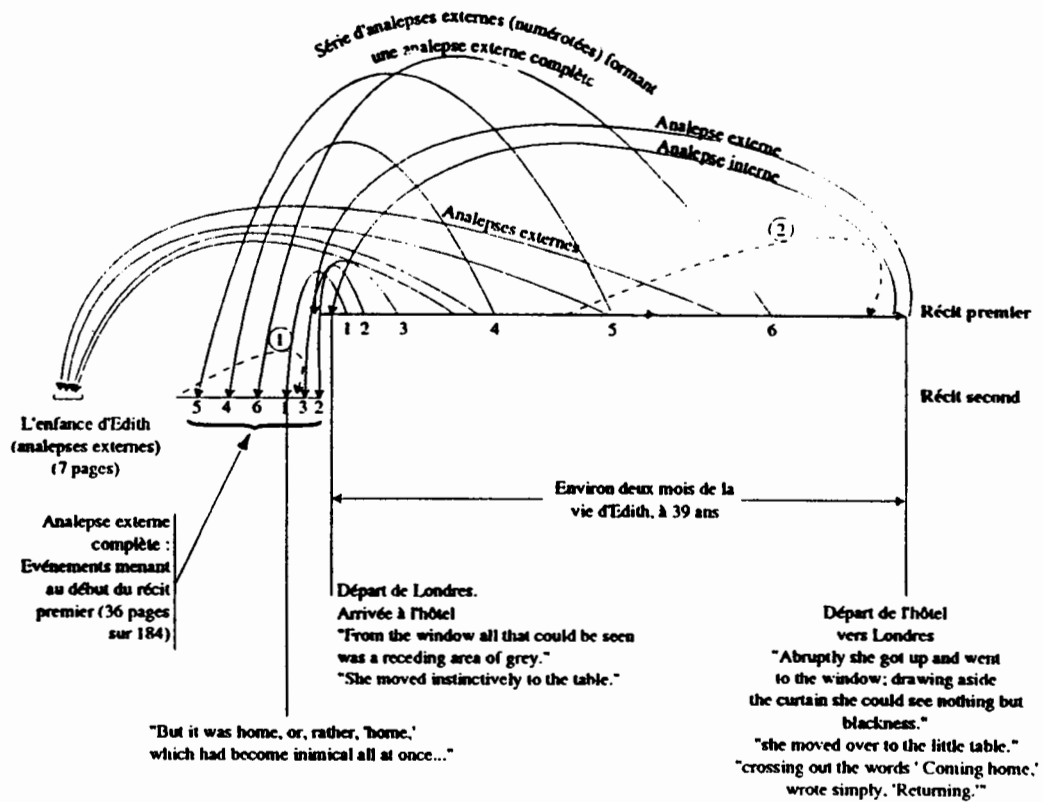 Série d'analepses externes (numérotées) formant
une analepse externe complète
Analepse externe
Analepse interne
Analepses externes
(2)
Récit premier
1 2 3 4 5 6
(1)
Récit second
5 4 6 1 3 2
L'enfance d'Edith
(analepses externes)
(7 pages)
Environ deux mois de la
vie d'Edith, à 39 ans
Analepse externe
complète :
Evénements menant
au début du récit
premier (36 pages
sur 184)
Départ de Londres.
Arrivée à l'hôtel
"From the window all that could be seen
was a receding area of grey."
"She moved instinctively to the table."
Départ de l'hôtel
vers Londres
"Abruptly she got up and went
to the window; drawing aside
the curtain she could see nothing but
blackness."
"she moved over to the little table."
"crossing out the words ' Coming home,'
wrote simply, 'Returning.'"
"But it was home, or, rather, 'home,'
which had become inimical all at once..."